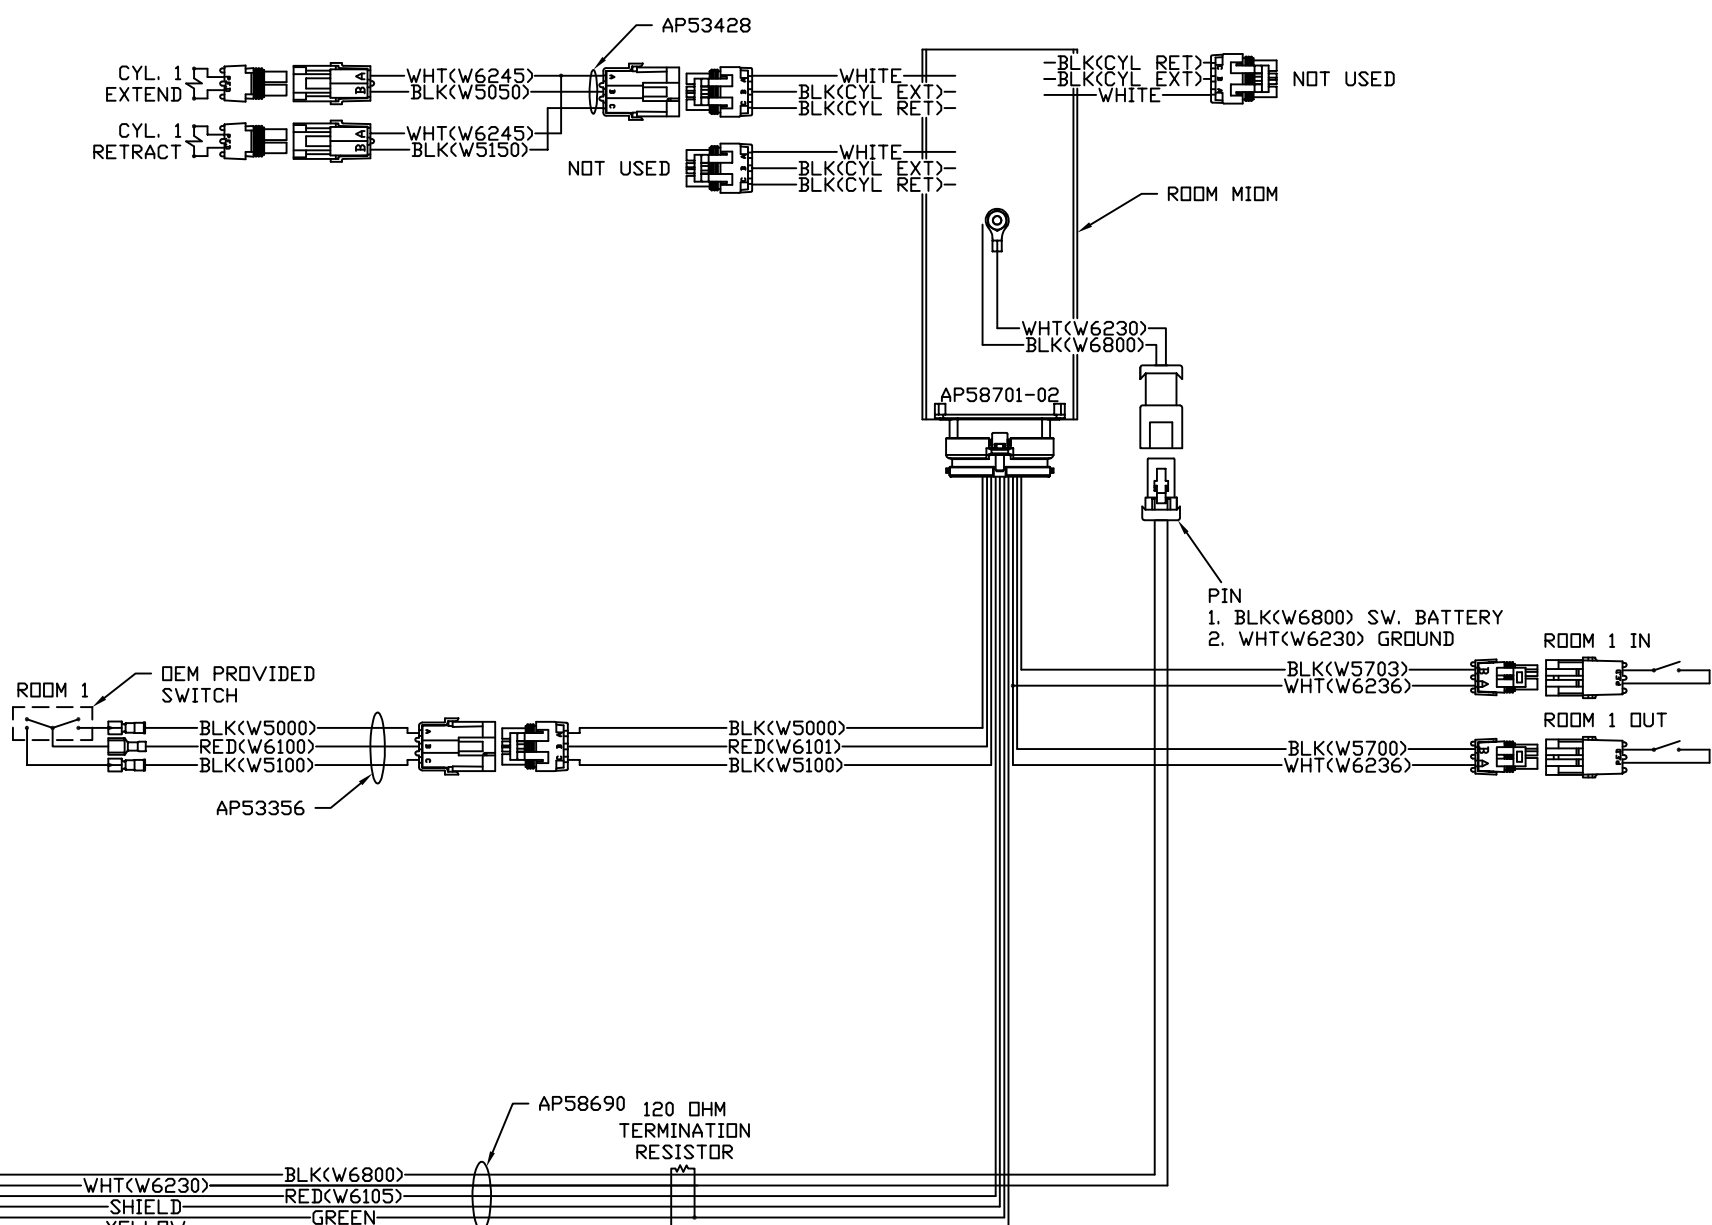 AP53428
CYL. 1
EXTEND
WHT(W6245)
BLK(W5050)
A
B
A
B
C
WHITE
BLK(CYL EXT)
BLK(CYL RET)
BLK(CYL RET)
BLK(CYL EXT)
WHITE
NOT USED
CYL. 1
RETRACT
WHT(W6245)
BLK(W5150)
A
B
NOT USED
WHITE
BLK(CYL EXT)
BLK(CYL RET)
ROOM MIOM
WHT(W6230)
BLK(W6800)
AP58701-02
PIN
1. BLK(W6800) SW. BATTERY
2. WHT(W6230) GROUND
ROOM 1 IN
BLK(W5703)
WHT(W6236)
B
A
ROOM 1 OUT
BLK(W5700)
WHT(W6236)
B
A
OEM PROVIDED
SWITCH
ROOM 1
BLK(W5000)
RED(W6100)
BLK(W5100)
A
B
C
BLK(W5000)
RED(W6101)
BLK(W5100)
AP53356
AP58690
120 OHM
TERMINATION
RESISTOR
BLK(W6800)
WHT(W6230)
RED(W6105)
SHIELD
GREEN
YELLOW